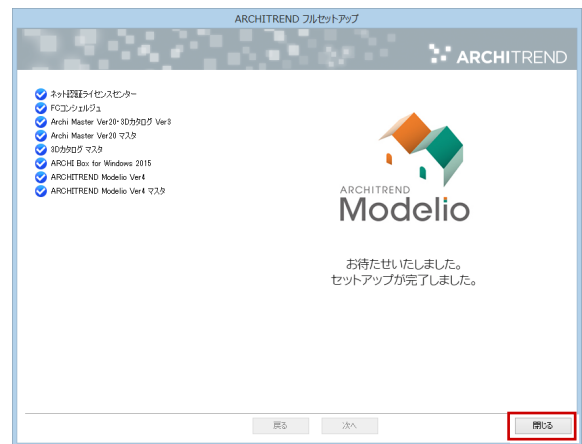 ARCHITREND フルセットアップ
ARCHITREND
ネット認証ライセンスセンター
FCコンシェルジュ
Archi Master Ver20・3Dカタログ Ver3
Archi Master Ver20 マスタ
3Dカタログ マスタ
ARCHI Box for Windows 2015
ARCHITREND Modelio Ver4
ARCHITREND Modelio Ver4 マスタ
ARCHITREND
Modelio
お待たせいたしました。
セットアップが完了しました。
戻る
次へ
閉じる